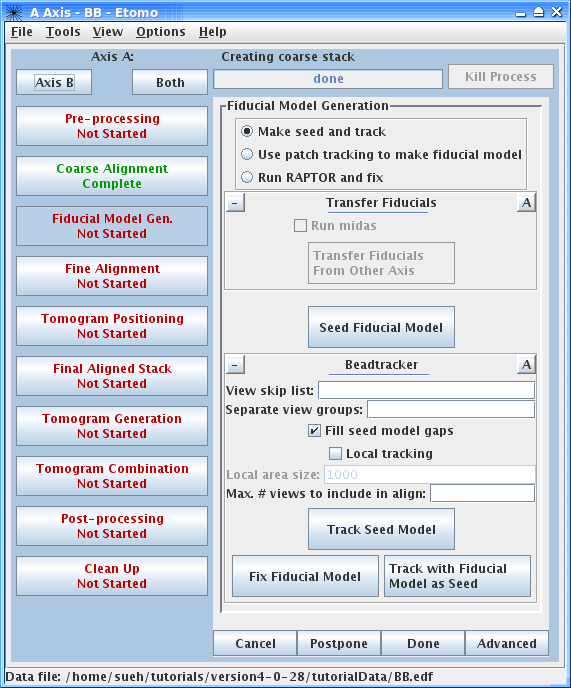 A Axis - BB - Etomo
File Tools View Options Help
Axis A:
Creating coarse stack
Axis B
Both
done
Kill Process
Pre-processing
Not Started
Coarse Alignment
Complete
Fiducial Model Gen.
Not Started
Fine Alignment
Not Started
Tomogram Positioning
Not Started
Final Aligned Stack
Not Started
Tomogram Generation
Not Started
Tomogram Combination
Not Started
Post-processing
Not Started
Clean Up
Not Started
Fiducial Model Generation
Make seed and track
Use patch tracking to make fiducial model
Run RAPTOR and fix
- Transfer Fiducials A
Run midas
Transfer Fiducials
From Other Axis
Seed Fiducial Model
- Beadtracker A
View skip list:
Separate view groups:
Fill seed model gaps
Local tracking
Local area size: 1000
Max. # views to include in align:
Track Seed Model
Fix Fiducial Model
Track with Fiducial
Model as Seed
Cancel
Postpone
Done
Advanced
Data file: /home/sueh/tutorials/version4-0-28/tutorialData/BB.edf